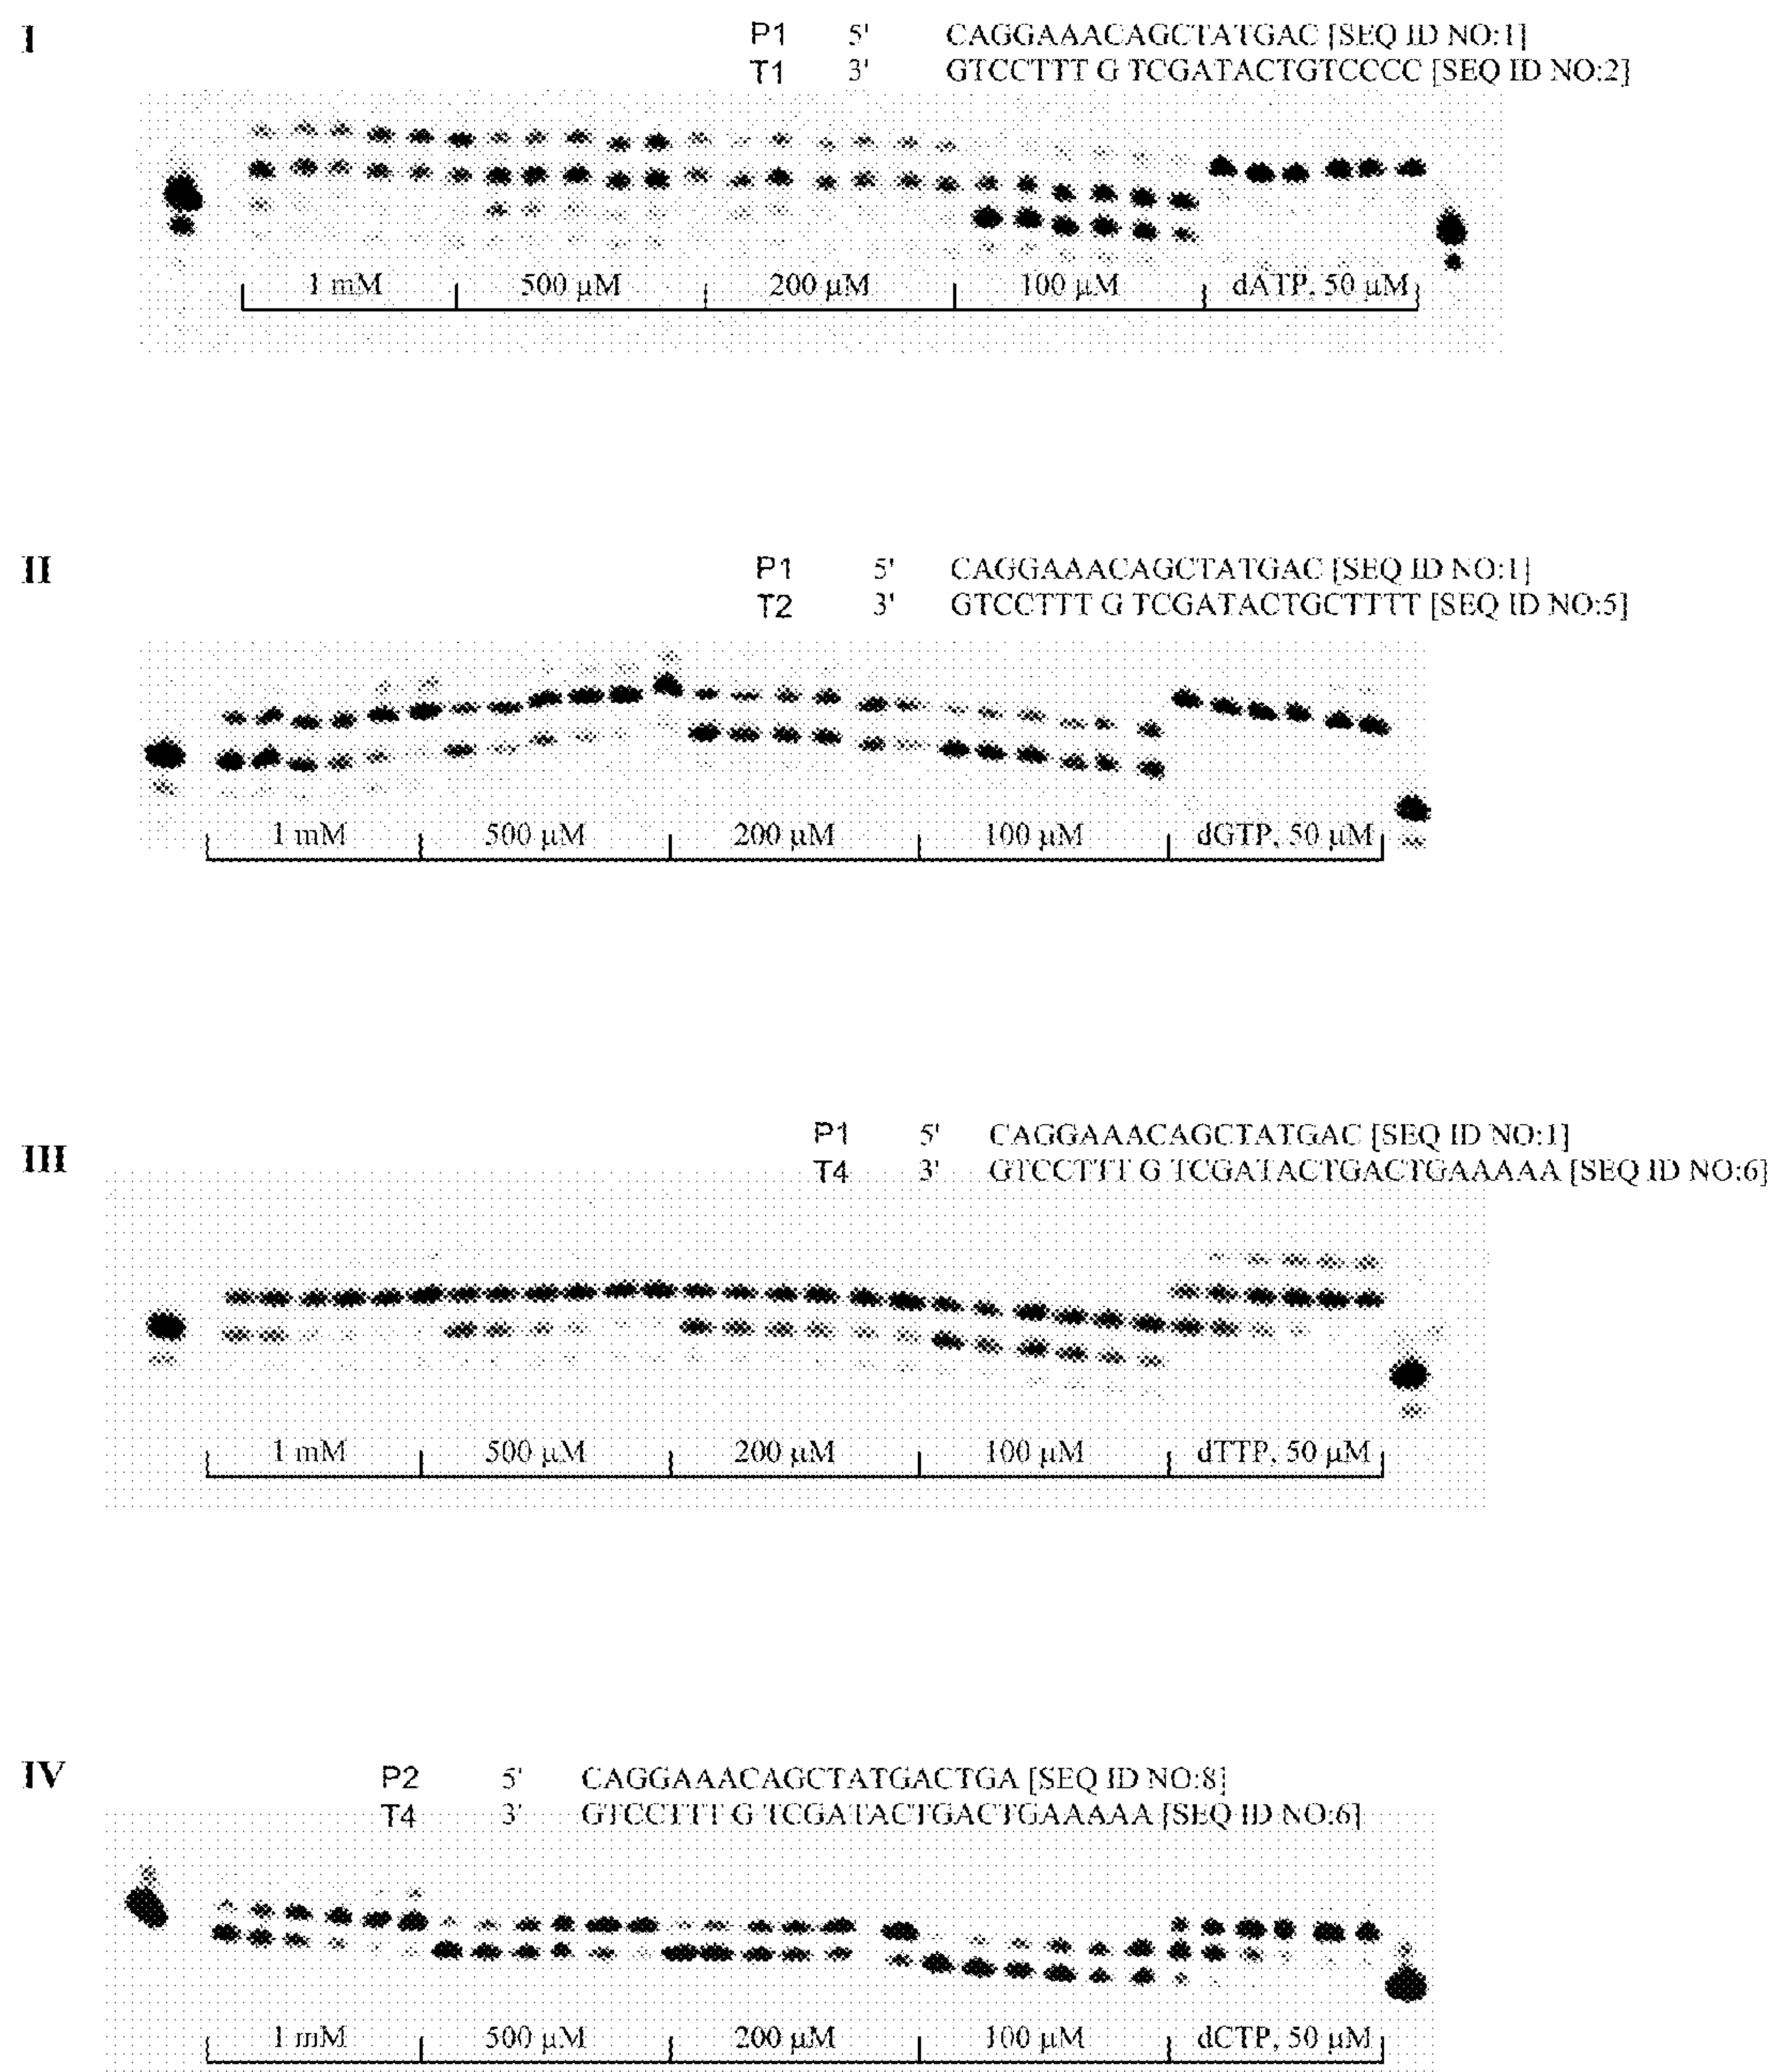 I
P1 5' CAGGAAACAGCTATGAC [SEQ ID NO:1]
T1 3' GTCCTTT G TCGATACTGTCCCC [SEQ ID NO:2]
1 mM 500 µM 200 µM 100 µM dATP, 50 µM
II
P1 5' CAGGAAACAGCTATGAC [SEQ ID NO:1]
T2 3' GTCCTTT G TCGATACTGCTTTT [SEQ ID NO:5]
1 mM 500 µM 200 µM 100 µM dGTP, 50 µM
III
P1 5' CAGGAAACAGCTATGAC [SEQ ID NO:1]
T4 3' GTCCTTT G TCGATACTGACTGAAAAA [SEQ ID NO:6]
1 mM 500 µM 200 µM 100 µM dTTP, 50 µM
IV
P2 5' CAGGAAACAGCTATGACTGA [SEQ ID NO:8]
T4 3' GTCCTTT G TCGATACTGACTGAAAAA [SEQ ID NO:6]
1 mM 500 µM 200 µM 100 µM dCTP, 50 µM